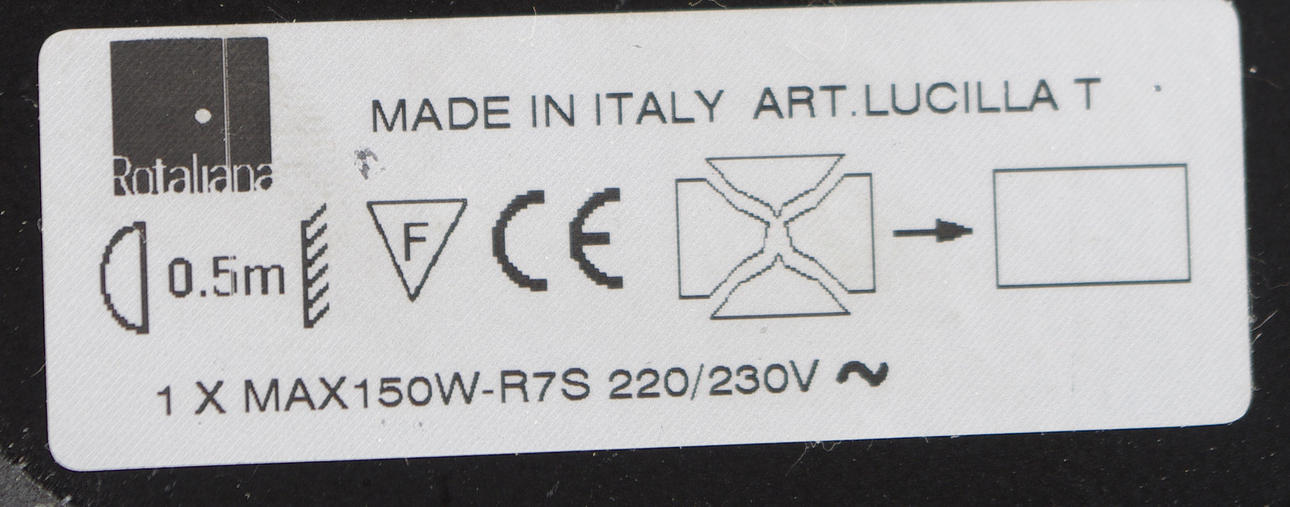 Rotaliana
MADE IN ITALY ART.LUCILLA T
0.5m
F
CE
1 X MAX150W-R7S 220/230V ~